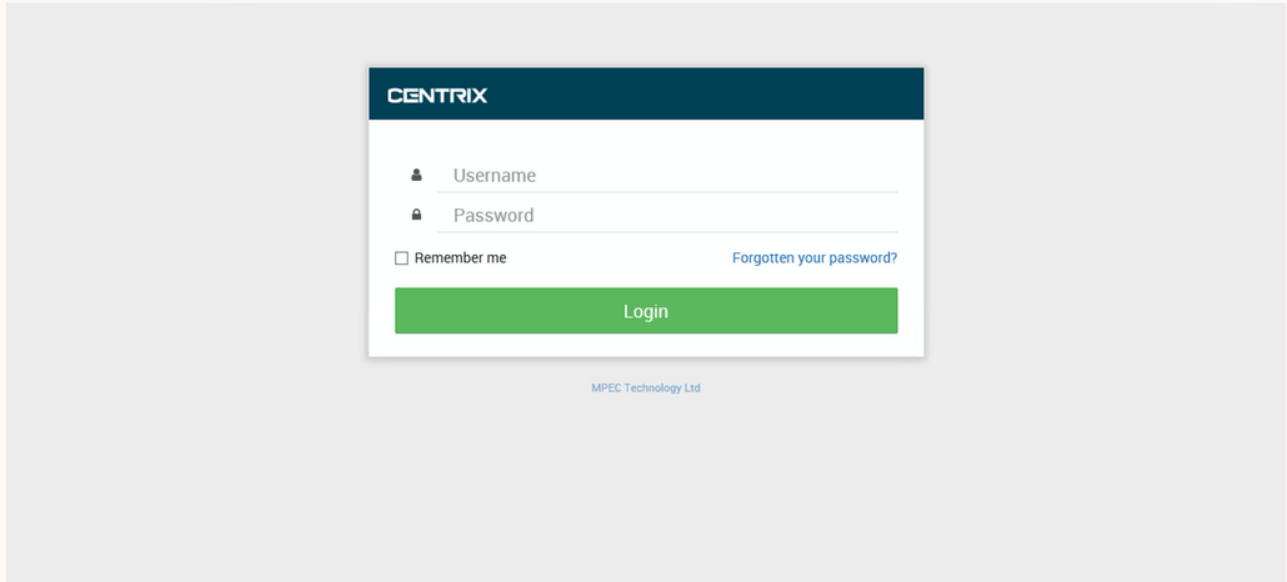 CENTRIX
Username
Password
Remember me Forgotten your password?
Login
MPEC Technology Ltd